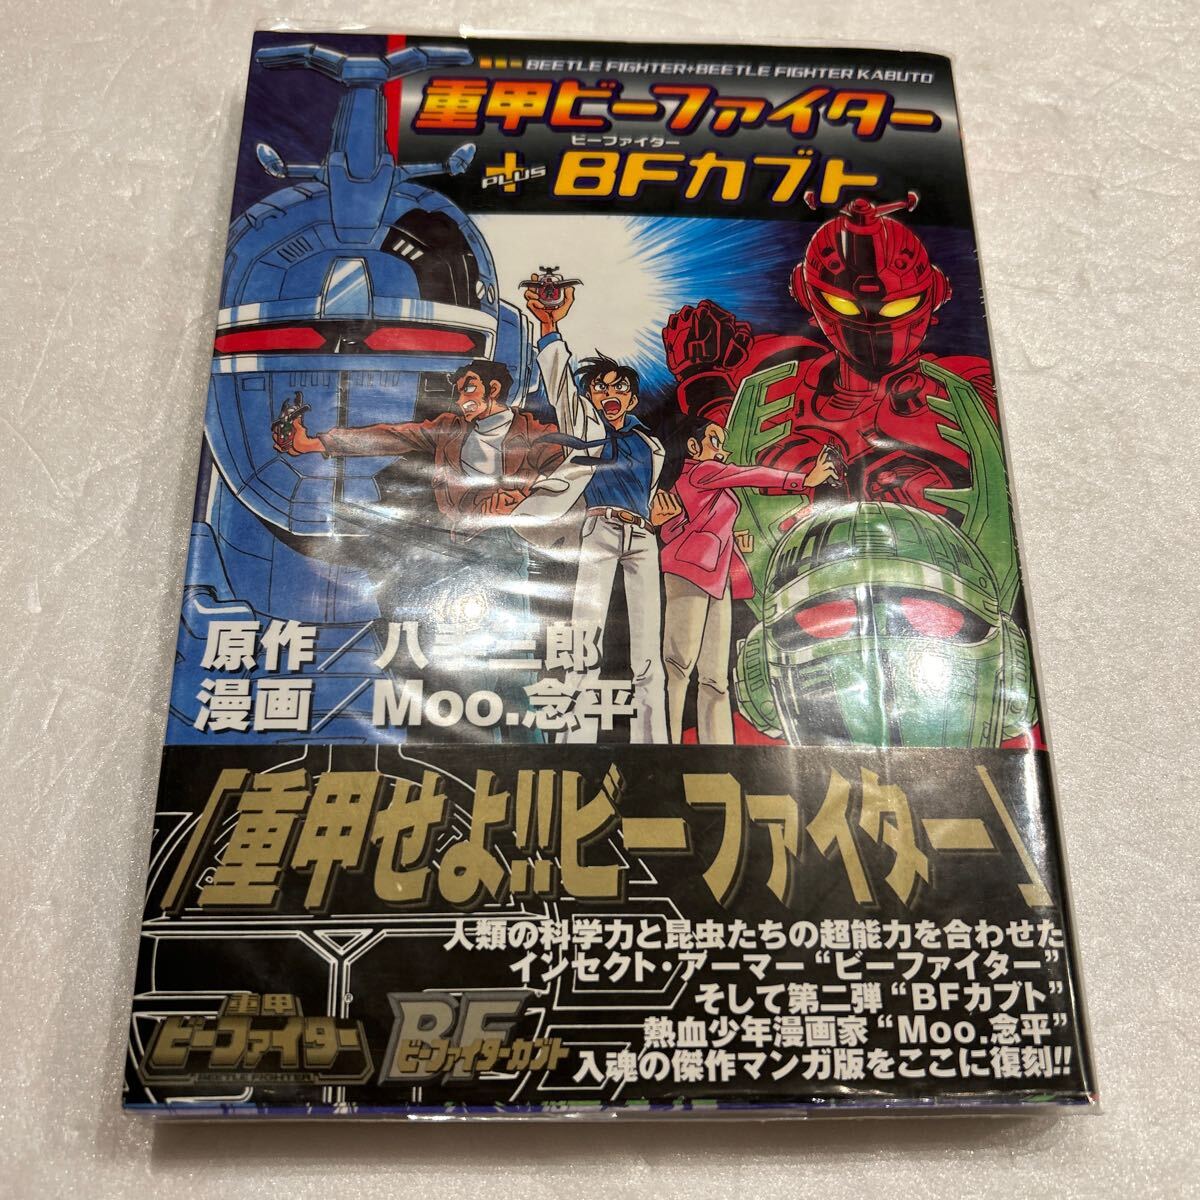 BEETLE FIGHTER+BEETLE FIGHTER KABUTO
重甲ビーファイター
ビーファイター
+PLUS BFカブト
原作／八手三郎
漫画／Moo.念平
「重甲せよ!!ビーファイター」
人類の科学力と昆虫たちの超能力を合わせた
インセクト・アーマー“ビーファイター”
そして第二弾“BFカブト”
熱血少年漫画家“Moo.念平”
入魂の傑作マンガ版をここに復刻!!
重甲
ビーファイター
BEETLE FIGHTER
®
BF
ビーファイターカブト